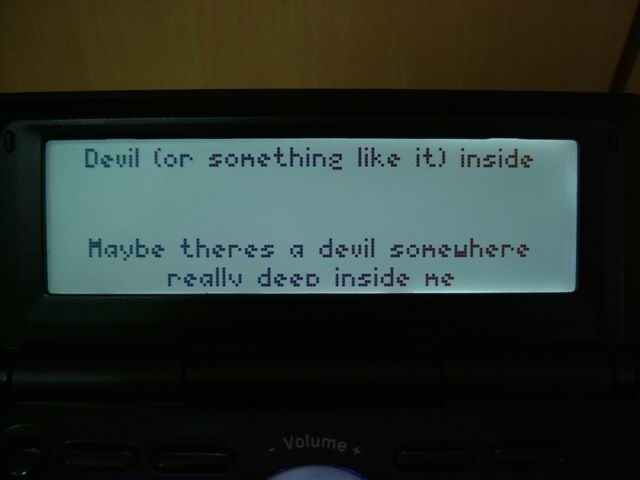 Devil (or something like it) inside
Maybe theres a devil somewhere
really deep inside me
- Volume +